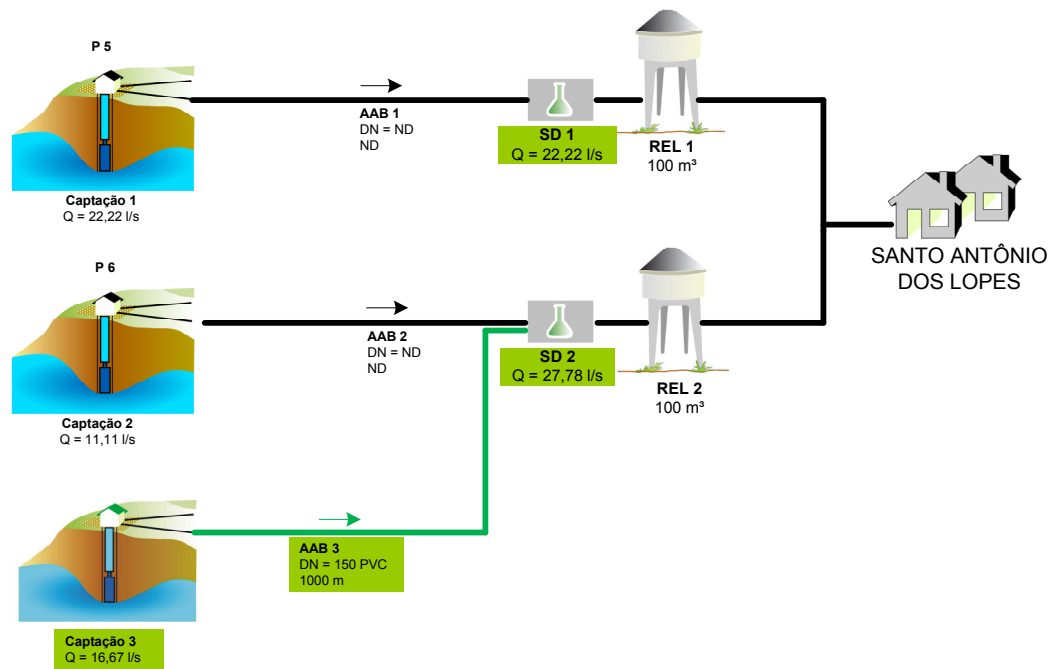 P 5
AAB 1
DN = ND
ND
SD 1
Q = 22,22 l/s
REL 1
100 m³
Captação 1
Q = 22,22 l/s
SANTO ANTÔNIO
DOS LOPES
P 6
AAB 2
DN = ND
ND
SD 2
Q = 27,78 l/s
REL 2
100 m³
Captação 2
Q = 11,11 l/s
AAB 3
DN = 150 PVC
1000 m
Captação 3
Q = 16,67 l/s